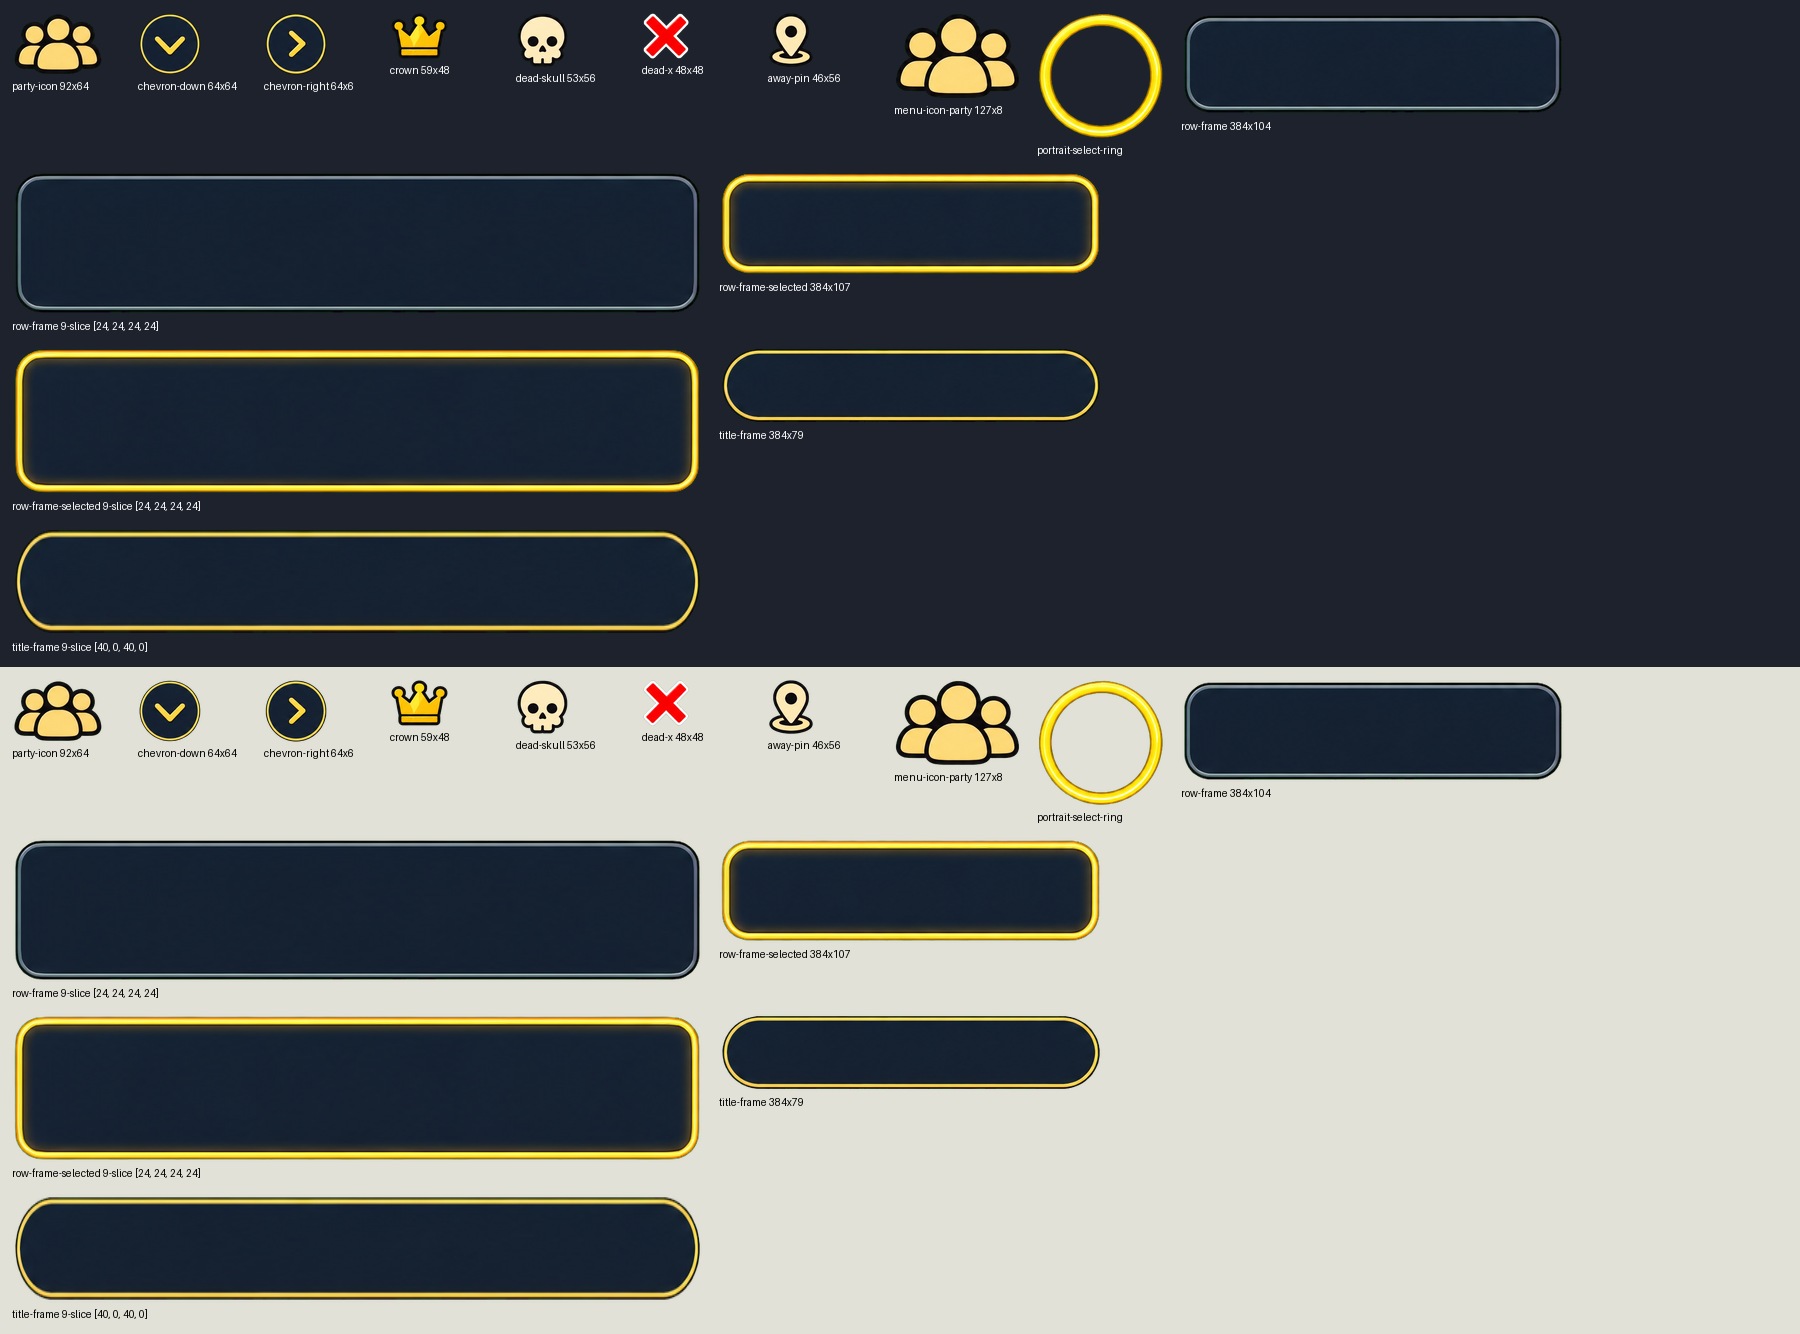 party-icon 92x64
chevron-down 64x64
chevron-right 64x6
crown 59x48
dead-skull 53x56
dead-x 48x48
away-pin 46x56
menu-icon-party 127x8
portrait-select-ring
row-frame 384x104
row-frame 9-slice [24, 24, 24, 24]
row-frame-selected 384x107
row-frame-selected 9-slice [24, 24, 24, 24]
title-frame 384x79
title-frame 9-slice [40, 0, 40, 0]
party-icon 92x64
chevron-down 64x64
chevron-right 64x6
crown 59x48
dead-skull 53x56
dead-x 48x48
away-pin 46x56
menu-icon-party 127x8
portrait-select-ring
row-frame 384x104
row-frame 9-slice [24, 24, 24, 24]
row-frame-selected 384x107
row-frame-selected 9-slice [24, 24, 24, 24]
title-frame 384x79
title-frame 9-slice [40, 0, 40, 0]